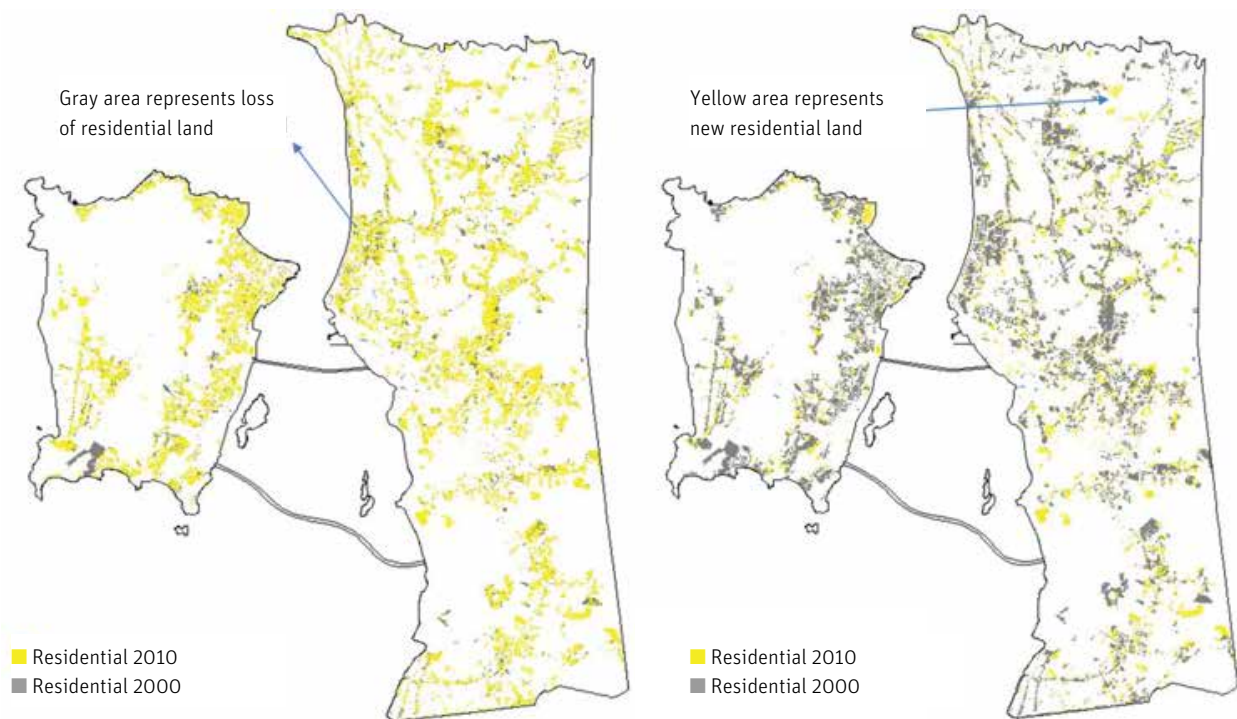 Gray area represents loss
of residential land
Yellow area represents
new residential land
Residential 2010
Residential 2000
Residential 2010
Residential 2000